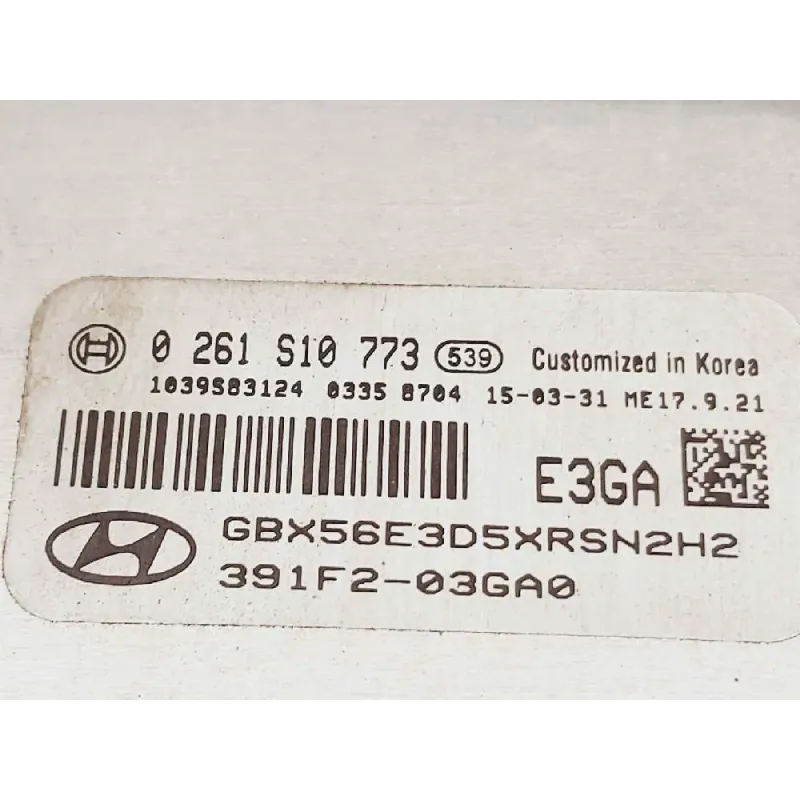 0 261 S10 773 539 Customized in Korea
1039S83124 0335 8704 15-03-31 ME17.9.21
E3GA
GBX56E3D5XRSN2H2
391F2-03GA0